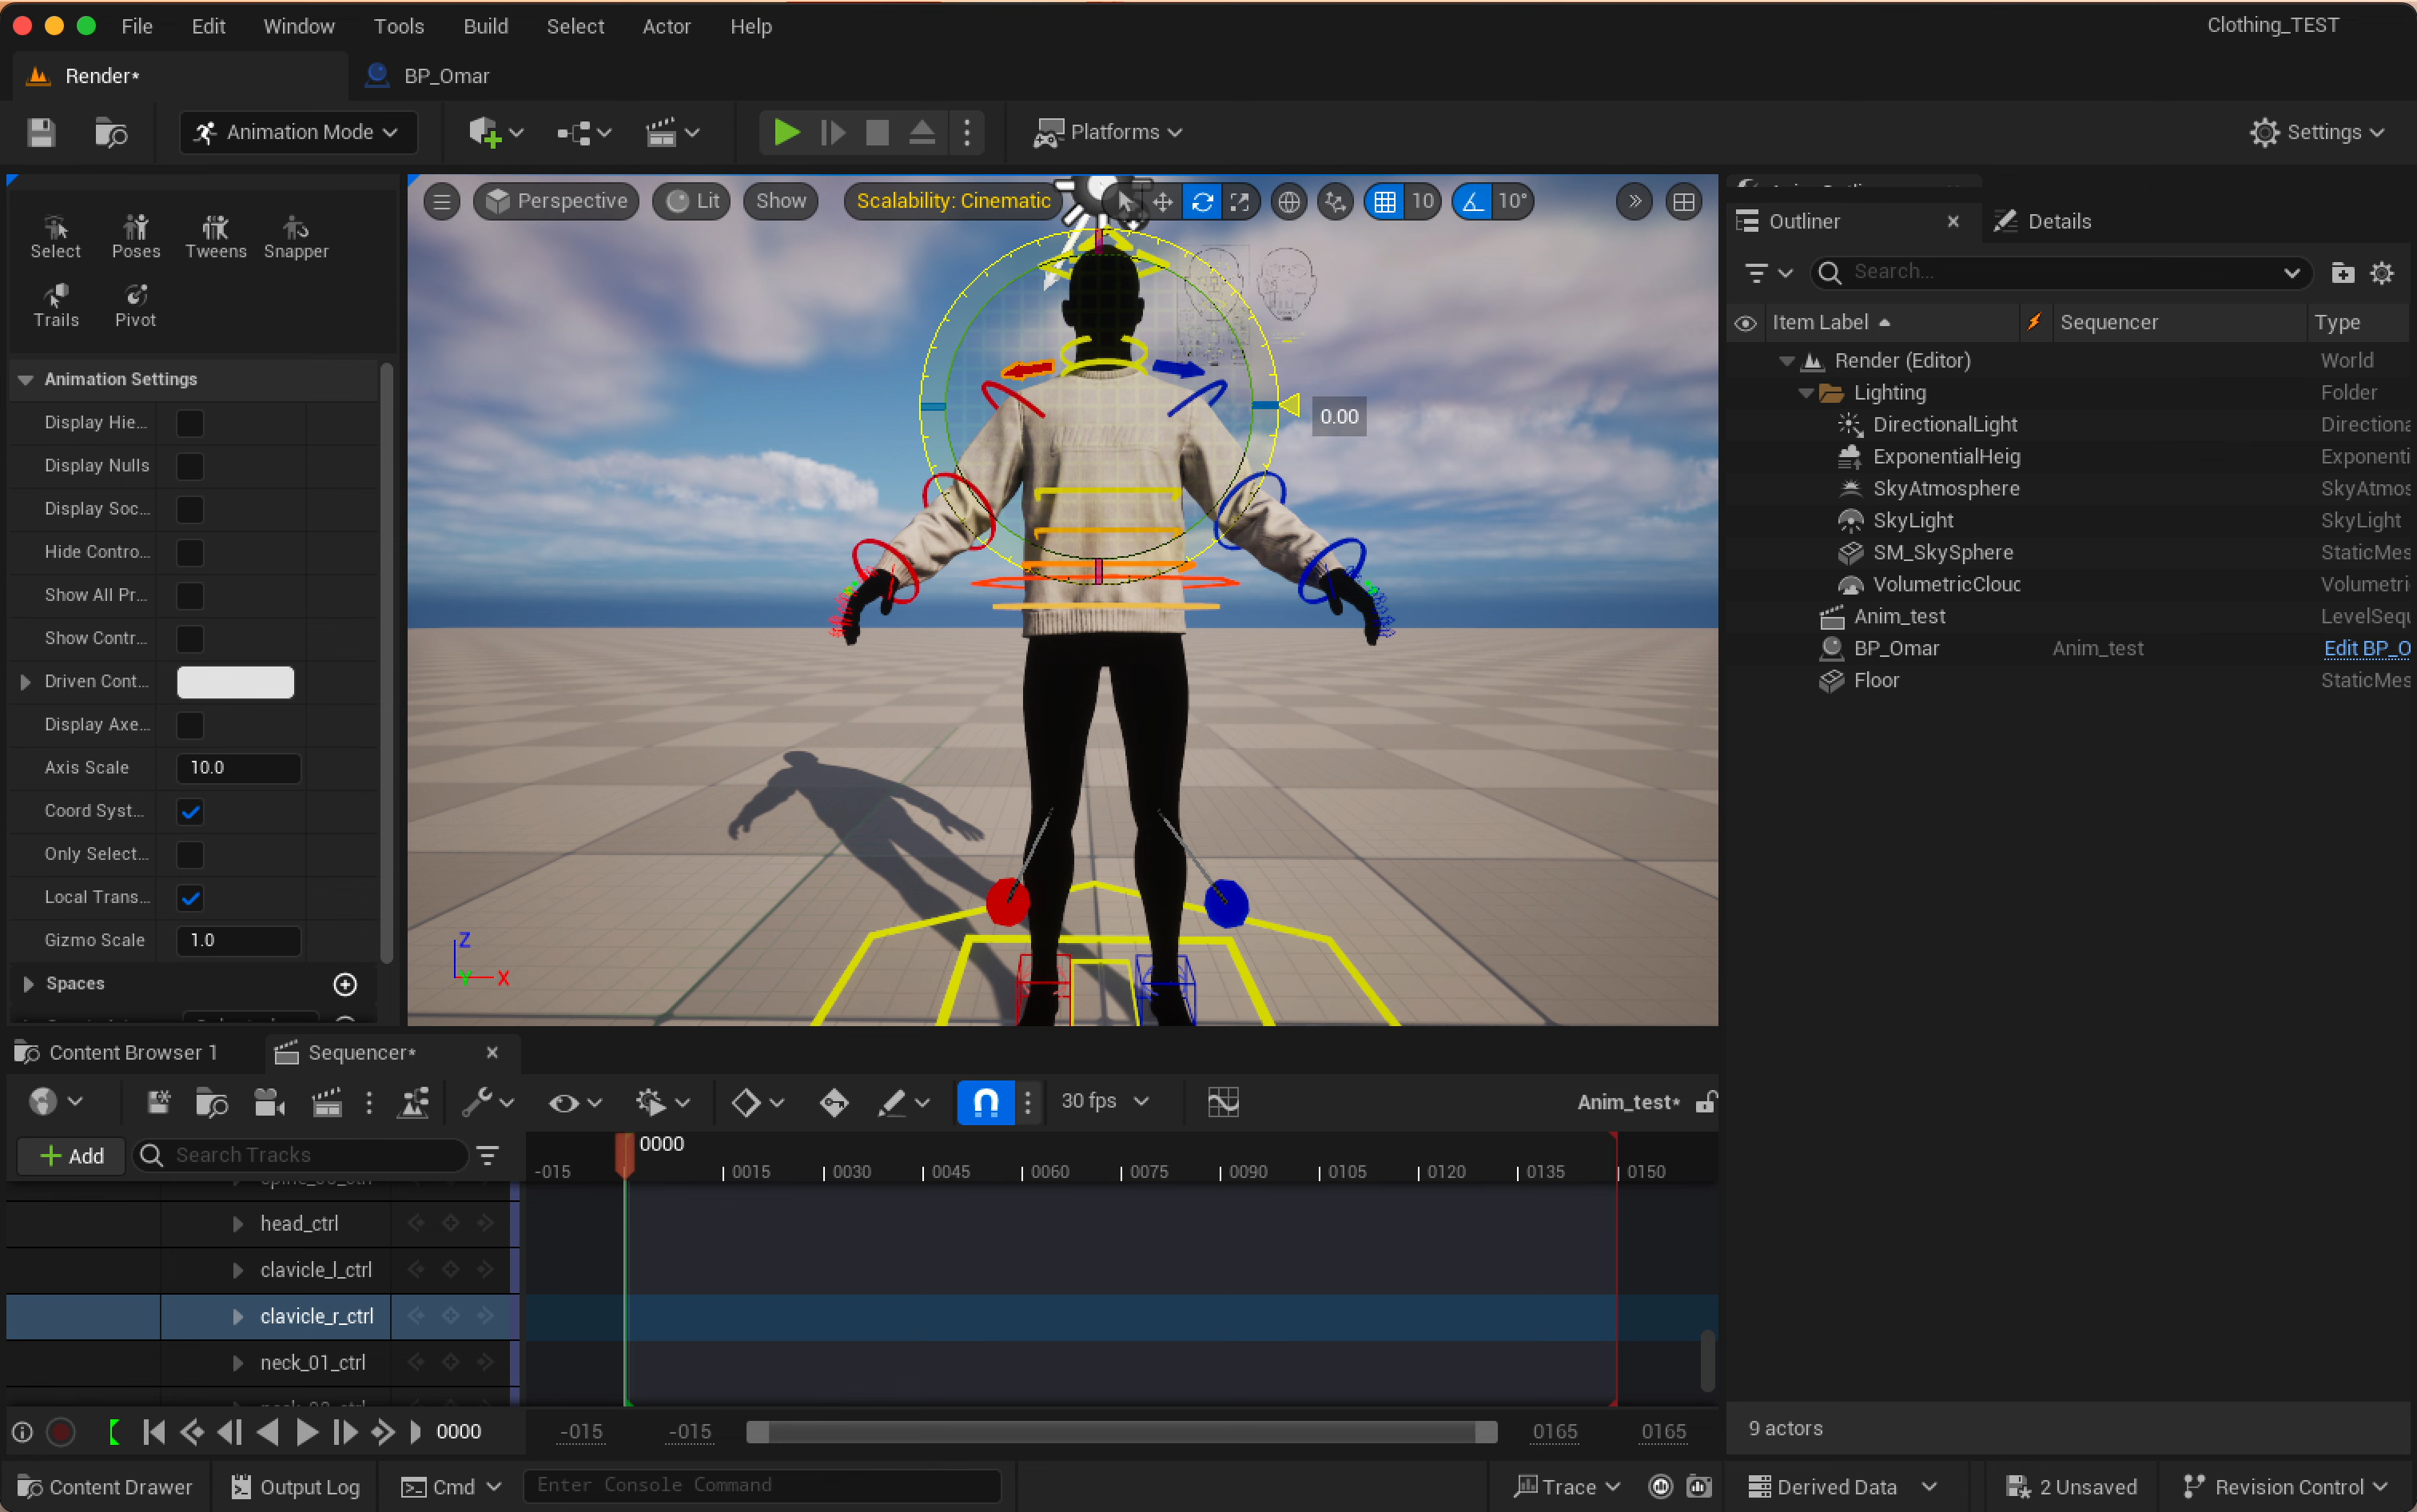 File Edit Window Tools Build Select Actor Help
Clothing_TEST
Render*
BP_Omar
Animation Mode
Platforms
Settings
Select
Poses
Tweens
Snapper
Trails
Pivot
Animation Settings
Display Hie...
Display Nulls
Display Soc...
Hide Contro...
Show All Pr...
Show Contr...
Driven Cont...
Display Axe...
Axis Scale 10.0
Coord Syst...
Only Select...
Local Trans...
Gizmo Scale 1.0
Spaces
Perspective
Lit
Show
Scalability: Cinematic
10
10°
0.00
Z
Y X
Outliner
Details
Search...
Item Label Sequencer Type
Render (Editor) World
Lighting Folder
DirectionalLight Directiona
ExponentialHeig Exponenti
SkyAtmosphere SkyAtmos
SkyLight SkyLight
SM_SkySphere StaticMes
VolumetricClouc Volumetri
Anim_test LevelSequ
BP_Omar Anim_test Edit BP_O
Floor StaticMes
9 actors
Content Browser 1
Sequencer*
30 fps
Anim_test*
Add
Search Tracks
0000
-015 0015 0030 0045 0060 0075 0090 0105 0120 0135 0150
head_ctrl
clavicle_l_ctrl
clavicle_r_ctrl
neck_01_ctrl
0000
-015 -015 0165 0165
Content Drawer
Output Log
Cmd
Enter Console Command
Trace
Derived Data
2 Unsaved
Revision Control